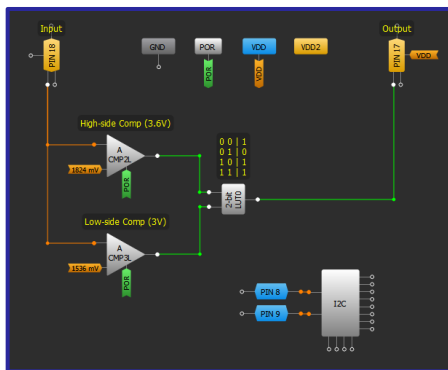 Input
Output
PIN 18
GND
POR
VDD
VDD2
PIN 17
VDD
POR
VDD
High-side Comp (3.6V)
A
CMP2L
1824 mV
POR
0 0 | 1
0 1 | 0
1 0 | 1
1 1 | 1
2-bit
LUT0
Low-side Comp (3V)
A
CMP3L
1536 mV
POR
PIN 8
PIN 9
I2C